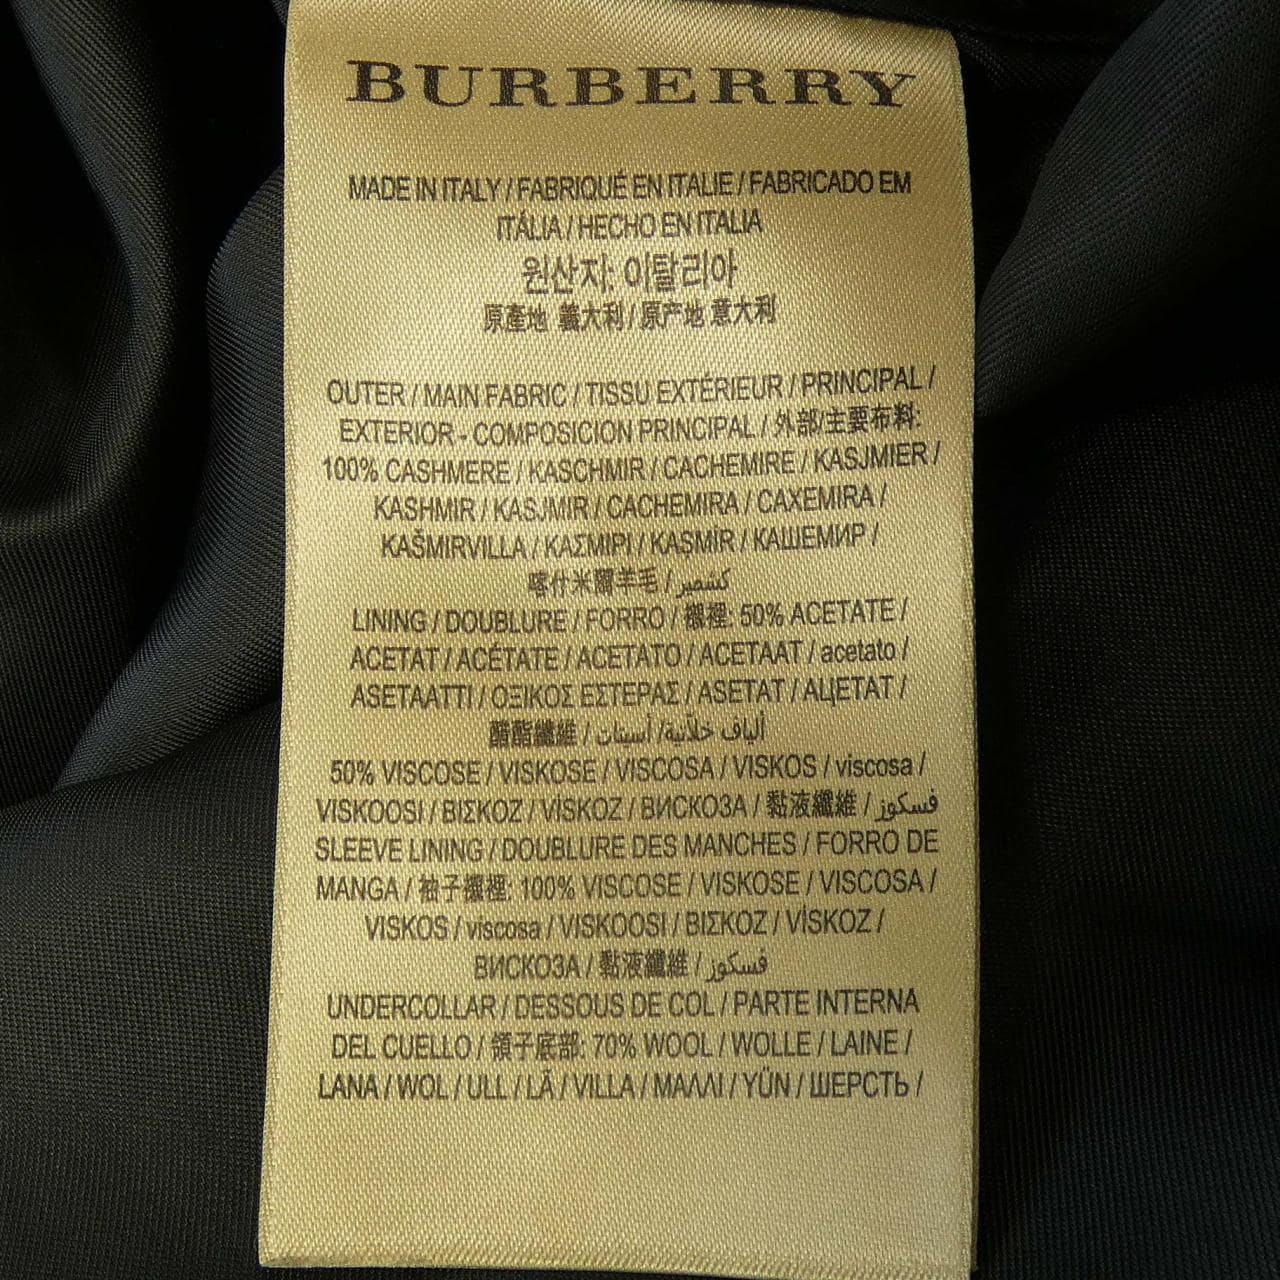 BURBERRY
MADE IN ITALY / FABRIQUÉ EN ITALIE / FABRICADO EM
ITÁLIA / HECHO EN ITALIA
원산지: 이탈리아
原產地 義大利 / 原产地 意大利
OUTER / MAIN FABRIC / TISSU EXTÉRIEUR / PRINCIPAL /
EXTERIOR - COMPOSICION PRINCIPAL / 外部/主要布料:
100% CASHMERE / KASCHMIR / CACHEMIRE / KASJMIER /
KASHMIR / KASJMIR / CACHEMIRA / CAXEMIRA /
KAŠMIRVILLA / ΚΑΣΜΙΡΙ / KAŞMİR / КАШЕМИР /
喀什米爾羊毛 / كشمير
LINING / DOUBLURE / FORRO / 襯裡: 50% ACETATE /
ACETAT / ACÉTATE / ACETATO / ACETAAT / acetato /
ASETAATTI / ΟΞΙΚΟΣ ΕΣΤΕΡΑΣ / ASETAT / АЦЕТАТ /
醋酯纖維 / ألياف خلاّنية/ أسيتات
50% VISCOSE / VISKOSE / VISCOSA / VISKOS / viscosa /
VISKOOSI / ΒΙΣΚΟΖ / VİSKOZ / ВИСКОЗА / 黏液纖維 / فسكوز
SLEEVE LINING / DOUBLURE DES MANCHES / FORRO DE
MANGA / 袖子襯裡: 100% VISCOSE / VISKOSE / VISCOSA /
VISKOS / viscosa / VISKOOSI / ΒΙΣΚΟΖ / VİSKOZ /
ВИСКОЗА / 黏液纖維 / فسكوز
UNDERCOLLAR / DESSOUS DE COL / PARTE INTERNA
DEL CUELLO / 領子底部: 70% WOOL / WOLLE / LAINE /
LANA / WOL / ULL / LÃ / VILLA / ΜΑΛΛΙ / YÜN / ШЕРСТЬ /